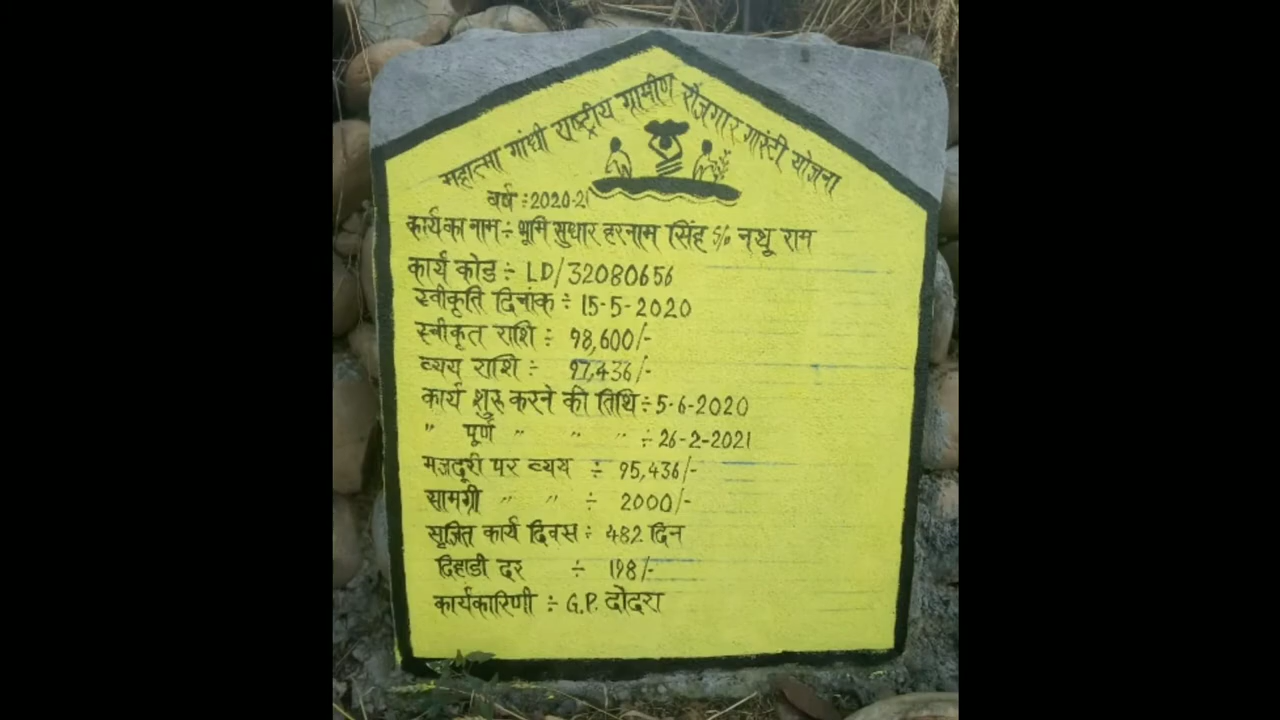 महात्मा गांधी राष्ट्रीय ग्रामीण रोजगार गारंटी योजना
वर्ष ÷ 2020-21
कार्य का नाम ÷ भूमि सुधार हरनाम सिंह S/o नथू राम
कार्य कोड ÷ LD/32080656
स्वीकृति दिनांक ÷ 15-5-2020
स्वीकृत राशि ÷ 98,600/-
व्यय राशि ÷ 97,436/-
कार्य शुरू करने की तिथि ÷ 5-6-2020
" पूर्ण " " " ÷ 26-2-2021
मजदूरी पर व्यय ÷ 95,436/-
सामग्री " " ÷ 2000/-
सृजित कार्य दिवस ÷ 482 दिन
दिहाडी दर ÷ 198/-
कार्यकारिणी ÷ G.P. दोदरा